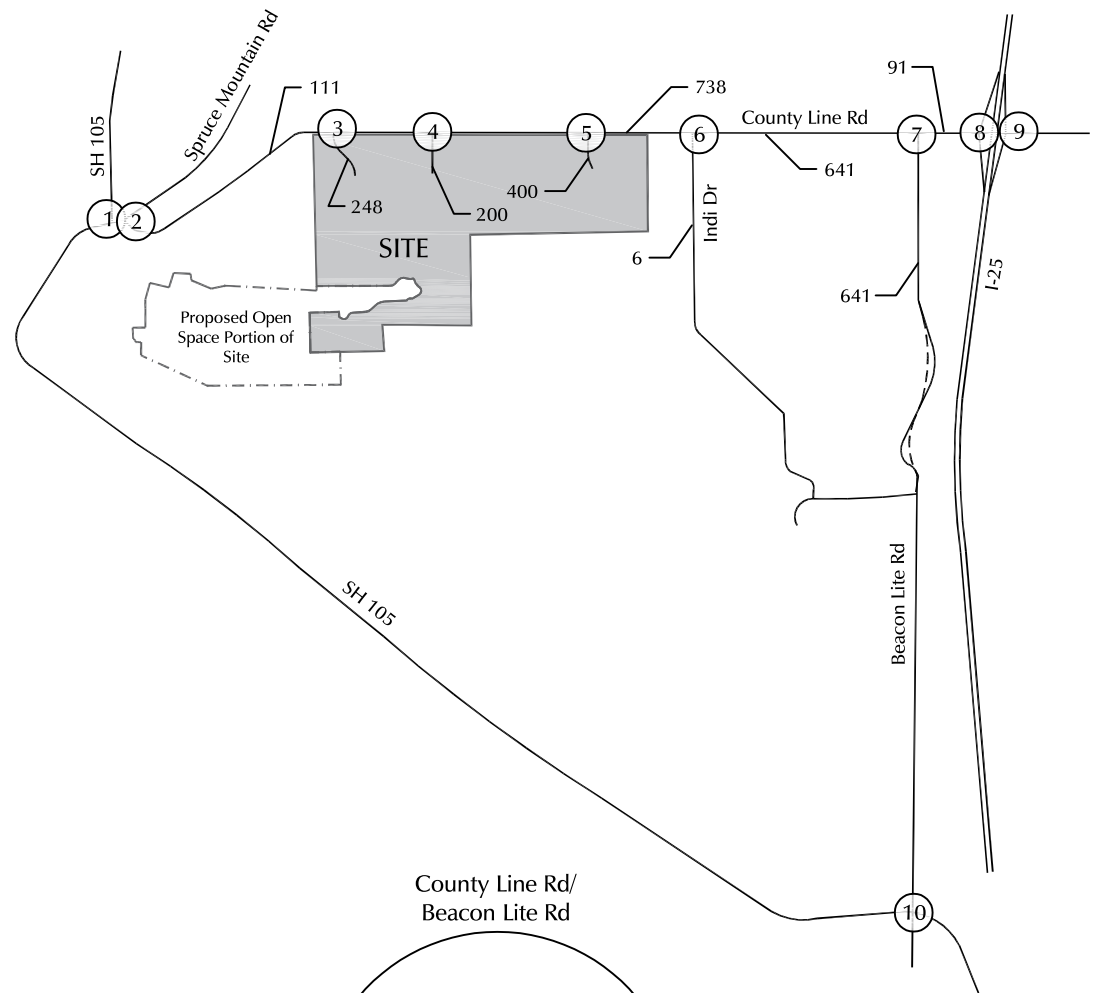 Spruce Mountain Rd
SH 105
111
738
91
County Line Rd
1
2
3
4
5
6
7
8
9
641
248
200
400
Indi Dr
6
SITE
I-25
641
Proposed Open
Space Portion of
Site
Beacon Lite Rd
SH 105
10
County Line Rd/
Beacon Lite Rd